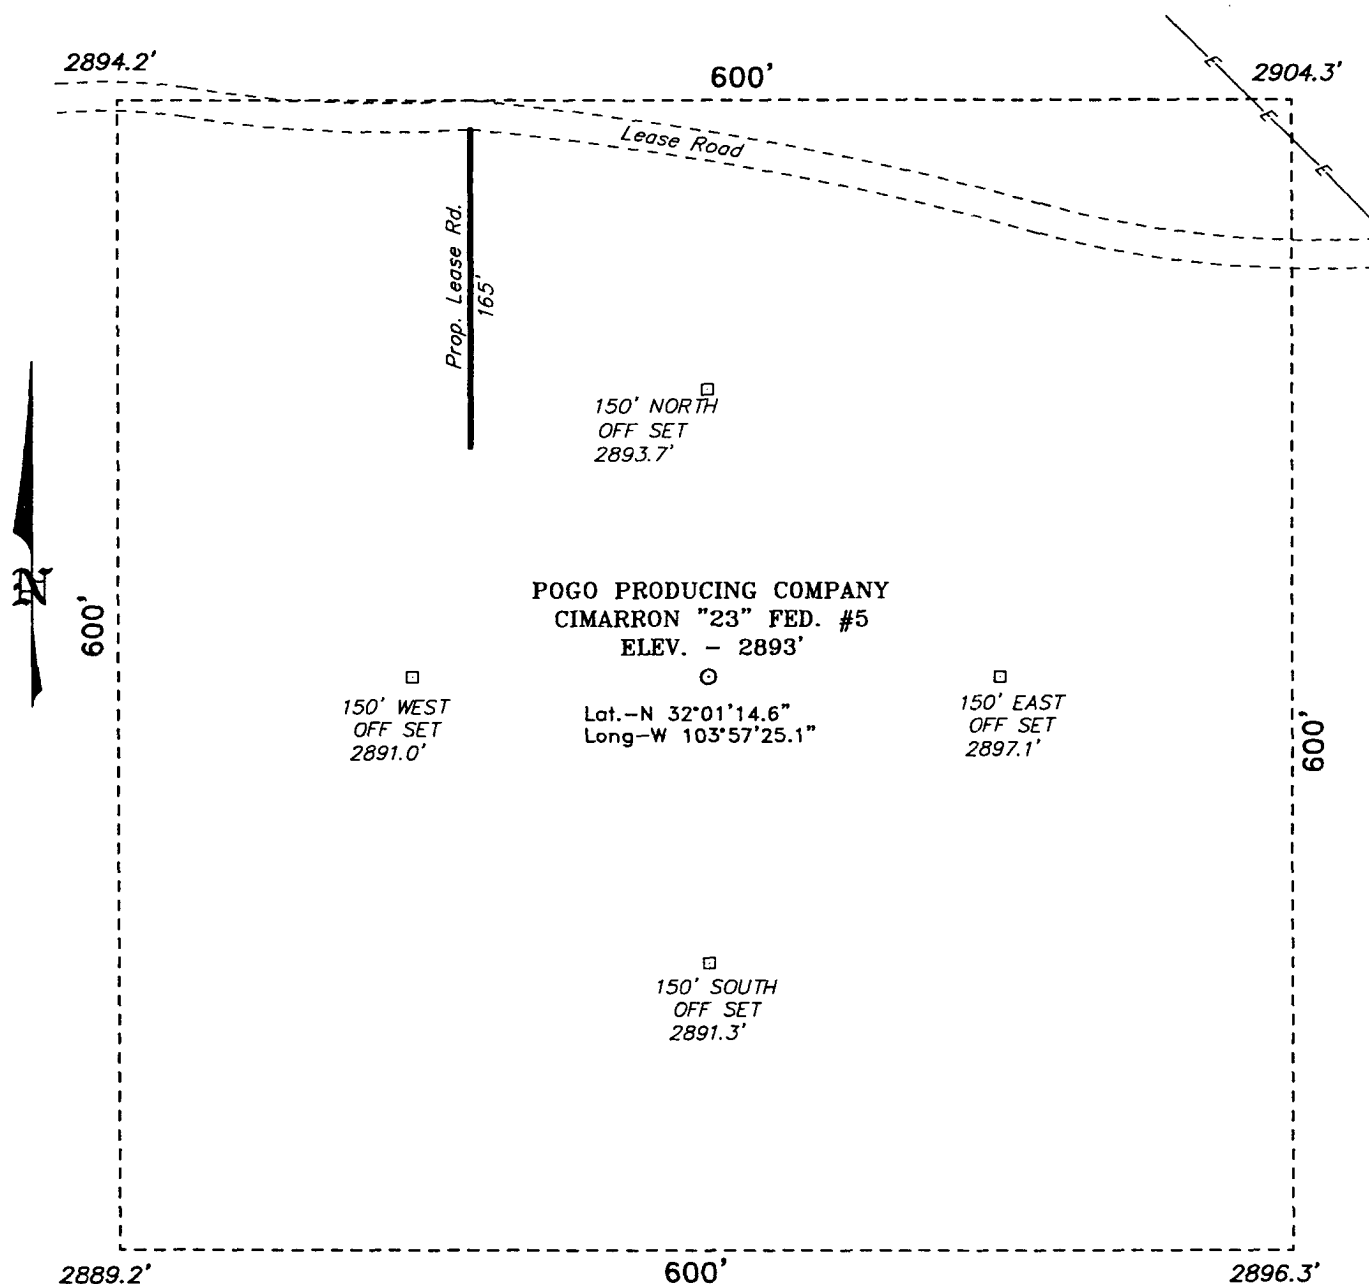 2894.2'
600'
2904.3'
E
E
E
Lease Road
Prop. Lease Rd.
165'
150' NORTH
OFF SET
2893.7'
N
600'
POGO PRODUCING COMPANY
CIMARRON "23" FED. #5
ELEV. - 2893'
150' WEST
OFF SET
2891.0'
Lat.-N 32°01'14.6"
Long-W 103°57'25.1"
150' EAST
OFF SET
2897.1'
600'
150' SOUTH
OFF SET
2891.3'
2889.2'
600'
2896.3'